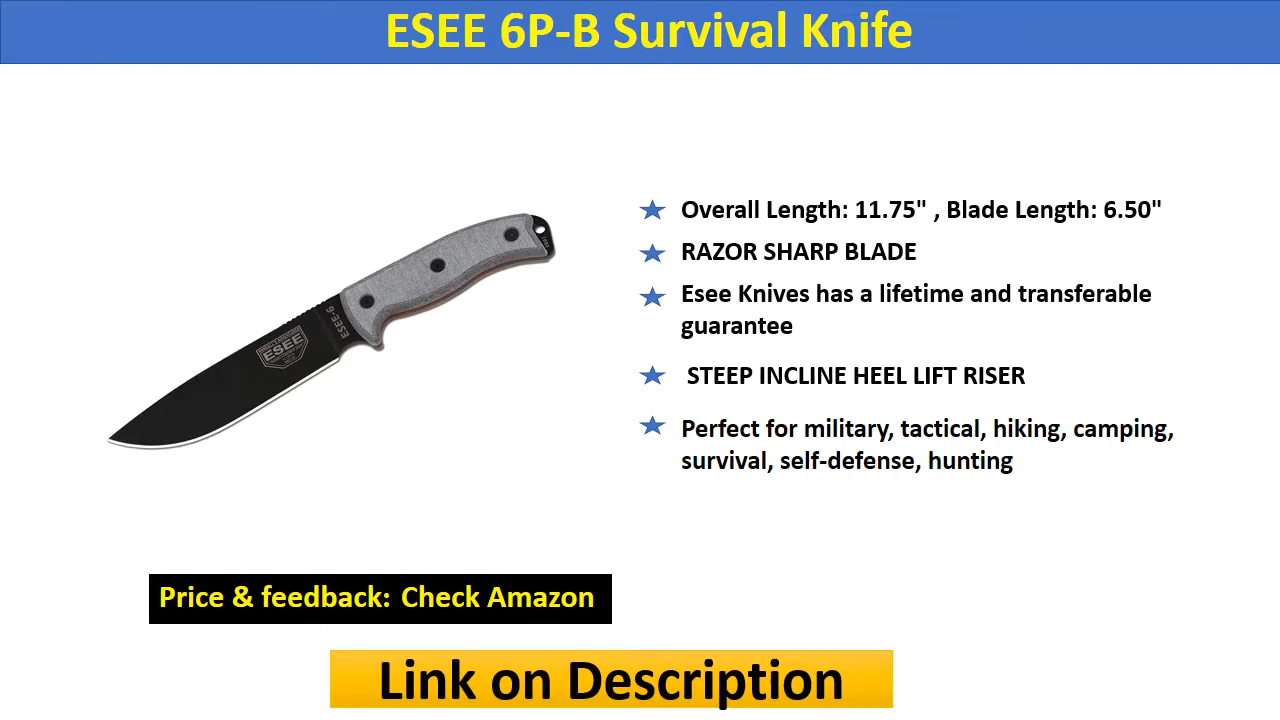 ESEE 6P-B Survival Knife
Overall Length: 11.75" , Blade Length: 6.50"
RAZOR SHARP BLADE
Esee Knives has a lifetime and transferable
guarantee
STEEP INCLINE HEEL LIFT RISER
Perfect for military, tactical, hiking, camping,
survival, self-defense, hunting
ESEE-6
ESEE
Price & feedback: Check Amazon
Link on Description